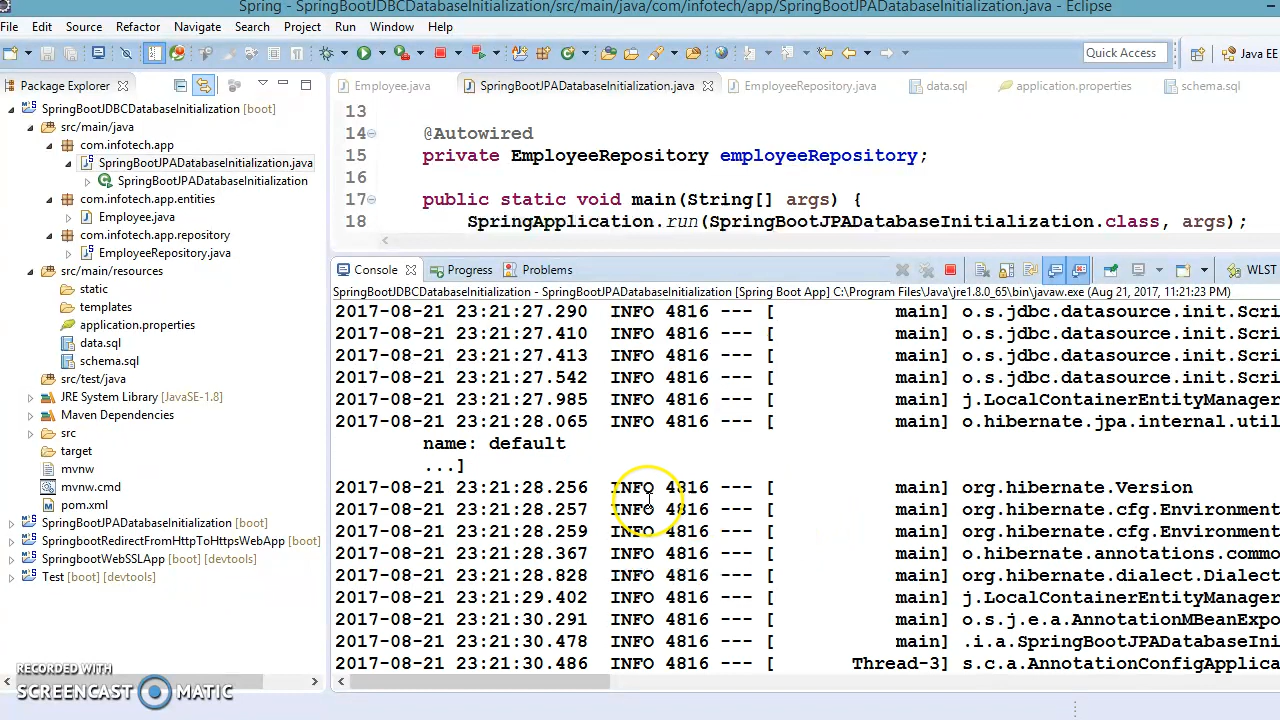 Spring - SpringBootJDBCDatabaseInitialization/src/main/java/com/infotech/app/SpringBootJPADatabaseInitialization.java - Eclipse
File Edit Source Refactor Navigate Search Project Run Window Help
Quick Access Java EE
Package Explorer
Employee.java SpringBootJPADatabaseInitialization.java EmployeeRepository.java data.sql application.properties schema.sql
SpringBootJDBCDatabaseInitialization [boot]
src/main/java
com.infotech.app
SpringBootJPADatabaseInitialization.java
SpringBootJPADatabaseInitialization
com.infotech.app.entities
Employee.java
com.infotech.app.repository
EmployeeRepository.java
src/main/resources
static
templates
application.properties
data.sql
schema.sql
src/test/java
JRE System Library [JavaSE-1.8]
Maven Dependencies
src
target
mvnw
mvnw.cmd
pom.xml
SpringBootJPADatabaseInitialization [boot]
SpringBootRedirectFromHttpToHttpsWebApp [boot]
SpringbootWebSSLApp [boot] [devtools]
Test [boot] [devtools]
13
14 @Autowired
15 private EmployeeRepository employeeRepository;
16
17 public static void main(String[] args) {
18 SpringApplication.run(SpringBootJPADatabaseInitialization.class, args);
Console Progress Problems WLST
SpringBootJDBCDatabaseInitialization - SpringBootJPADatabaseInitialization [Spring Boot App] C:\Program Files\Java\jre1.8.0_65\bin\javaw.exe (Aug 21, 2017, 11:21:23 PM)
2017-08-21 23:21:27.290 INFO 4816 --- [ main] o.s.jdbc.datasource.init.Scri
2017-08-21 23:21:27.410 INFO 4816 --- [ main] o.s.jdbc.datasource.init.Scri
2017-08-21 23:21:27.413 INFO 4816 --- [ main] o.s.jdbc.datasource.init.Scri
2017-08-21 23:21:27.542 INFO 4816 --- [ main] o.s.jdbc.datasource.init.Scri
2017-08-21 23:21:27.985 INFO 4816 --- [ main] j.LocalContainerEntityManager
2017-08-21 23:21:28.065 INFO 4816 --- [ main] o.hibernate.jpa.internal.util
name: default
...]
2017-08-21 23:21:28.256 INFO 4816 --- [ main] org.hibernate.Version
2017-08-21 23:21:28.257 INFO 4816 --- [ main] org.hibernate.cfg.Environment
2017-08-21 23:21:28.259 INFO 4816 --- [ main] org.hibernate.cfg.Environment
2017-08-21 23:21:28.367 INFO 4816 --- [ main] o.hibernate.annotations.commo
2017-08-21 23:21:28.828 INFO 4816 --- [ main] org.hibernate.dialect.Dialect
2017-08-21 23:21:29.402 INFO 4816 --- [ main] j.LocalContainerEntityManager
2017-08-21 23:21:30.291 INFO 4816 --- [ main] o.s.j.e.a.AnnotationMBeanExpo
2017-08-21 23:21:30.478 INFO 4816 --- [ main] .i.a.SpringBootJPADatabaseIni
2017-08-21 23:21:30.486 INFO 4816 --- [ Thread-3] s.c.a.AnnotationConfigApplica
RECORDED WITH
SCREENCAST MATIC